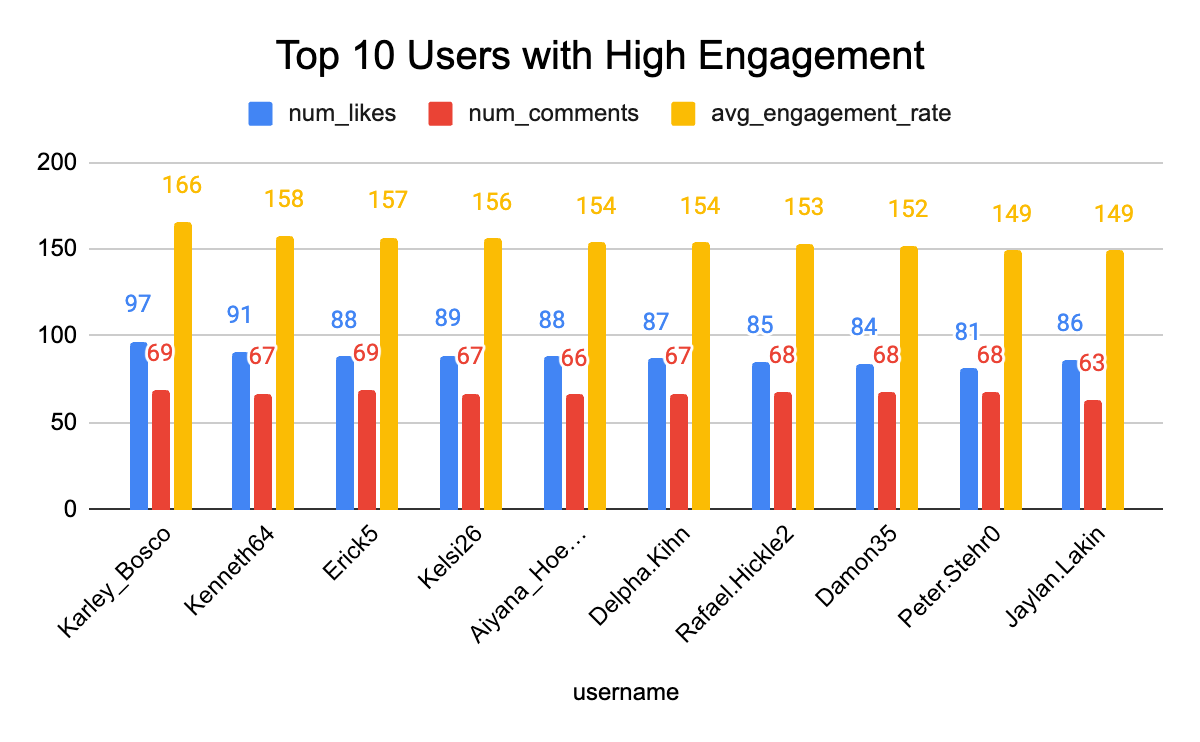 Top 10 Users with High Engagement
num_likes num_comments avg_engagement_rate
200
150
100
50
0
166 158 157 156 154 154 153 152 149 149
97 91 88 89 88 87 85 84 81 86
69 67 69 67 66 67 68 68 68 63
Karley_Bosco
Kenneth64
Erick5
Kelsi26
Aiyana_Hoe…
Delpha.Kihn
Rafael.Hickle2
Damon35
Peter.Stehr0
Jaylan.Lakin
username